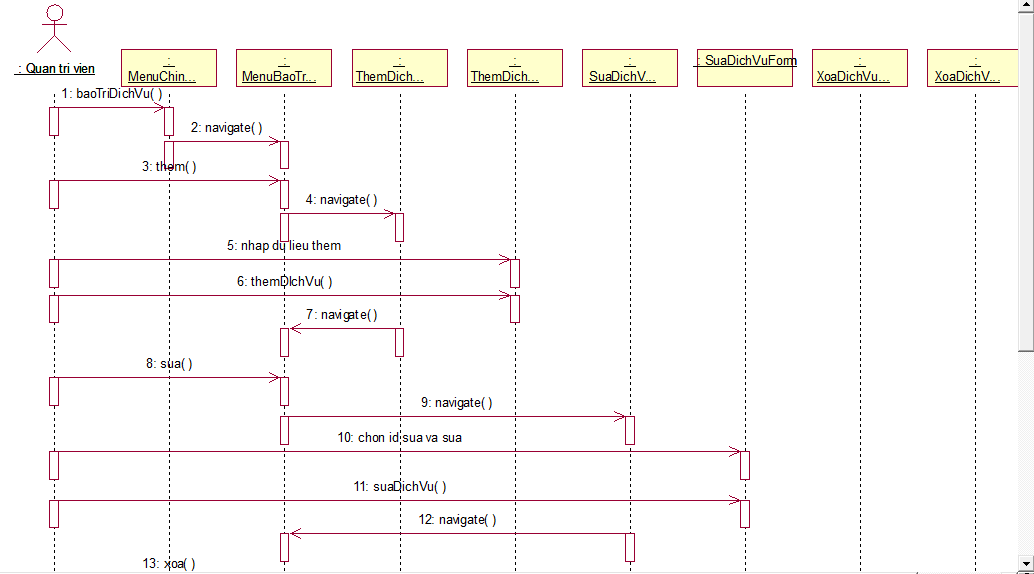 : Quan tri vien
:
MenuChin...
:
MenuBaoTr...
:
ThemDich...
:
ThemDich...
:
SuaDichV...
: SuaDichVuForm
:
XoaDichVu...
:
XoaDichV...
1: baoTriDichVu( )
2: navigate( )
3: them( )
4: navigate( )
5: nhap du lieu them
6: themDIchVu( )
7: navigate( )
8: sua( )
9: navigate( )
10: chon id sua va sua
11: suaDichVu( )
12: navigate( )
13: xoa( )